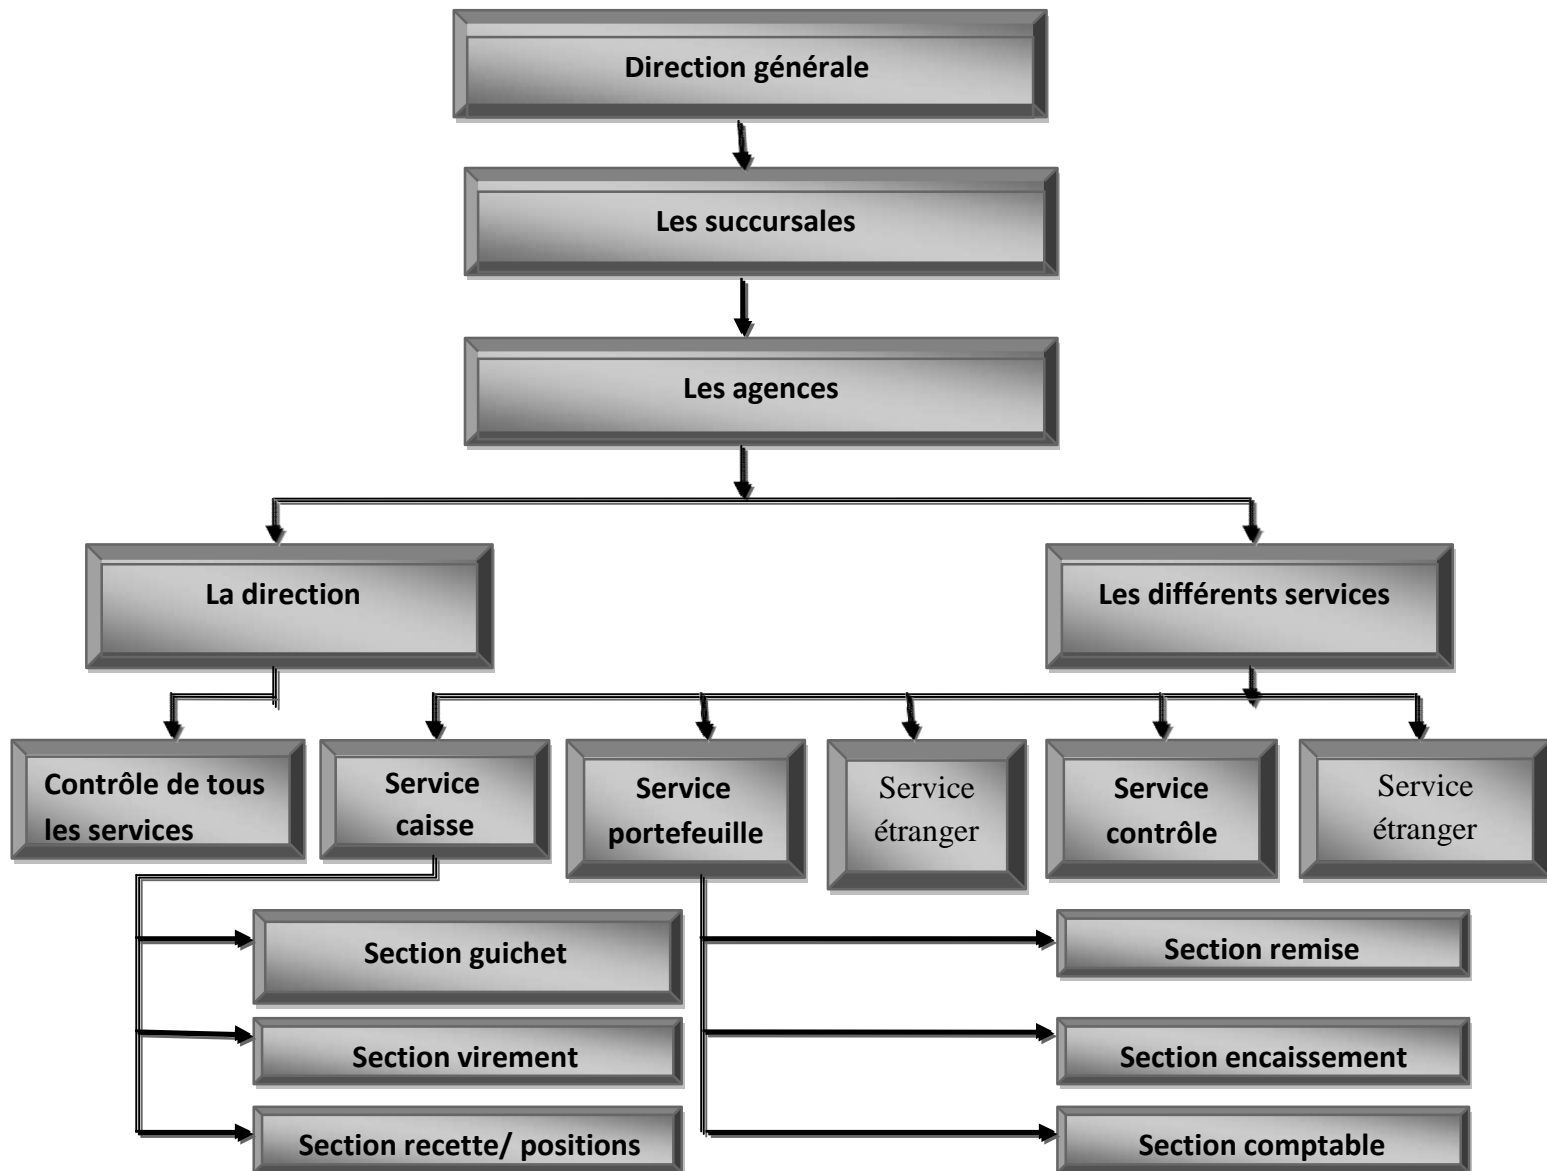 Direction générale
Les succursales
Les agences
La direction
Les différents services
Contrôle de tous
les services
Service
caisse
Service
portefeuille
Service
étranger
Service
contrôle
Service
étranger
Section guichet
Section remise
Section virement
Section encaissement
Section recette/ positions
Section comptable